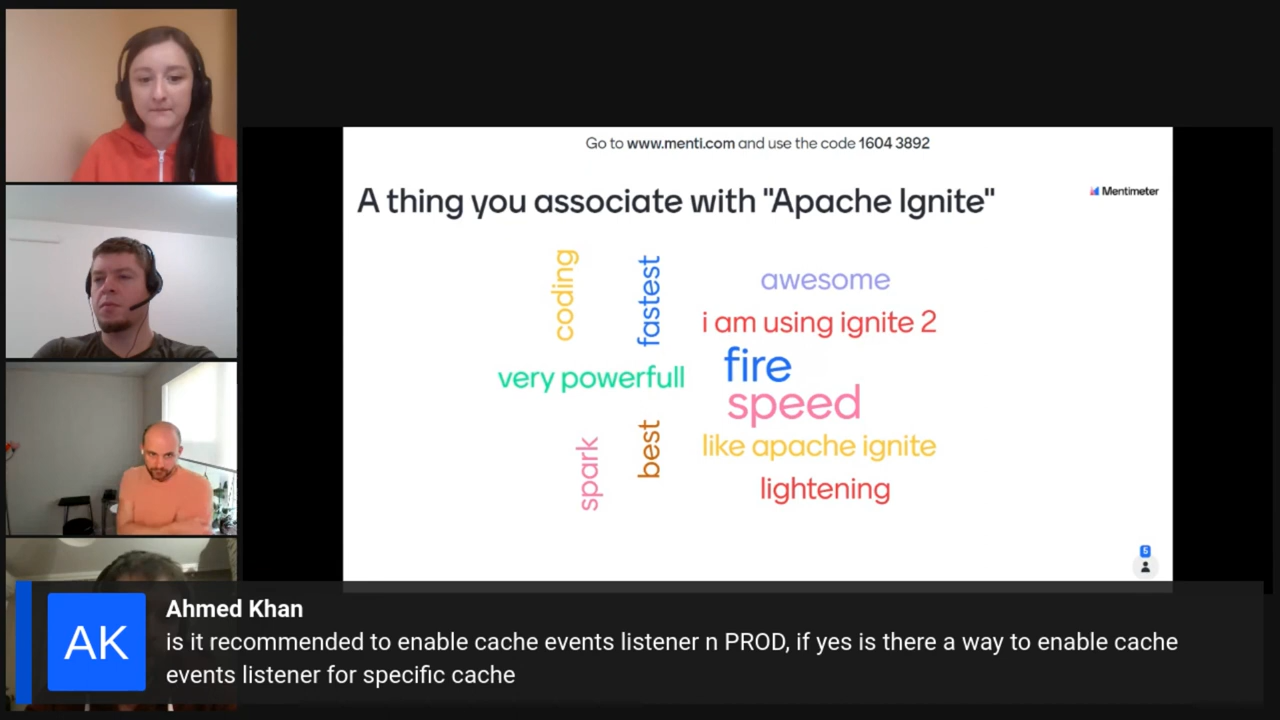 Go to www.menti.com and use the code 1604 3892
A thing you associate with "Apache Ignite"
Mentimeter
coding
fastest
awesome
i am using ignite 2
fire
very powerfull
speed
like apache ignite
best
spark
lightening
5
AK
Ahmed Khan
is it recommended to enable cache events listener n PROD, if yes is there a way to enable cache
events listener for specific cache